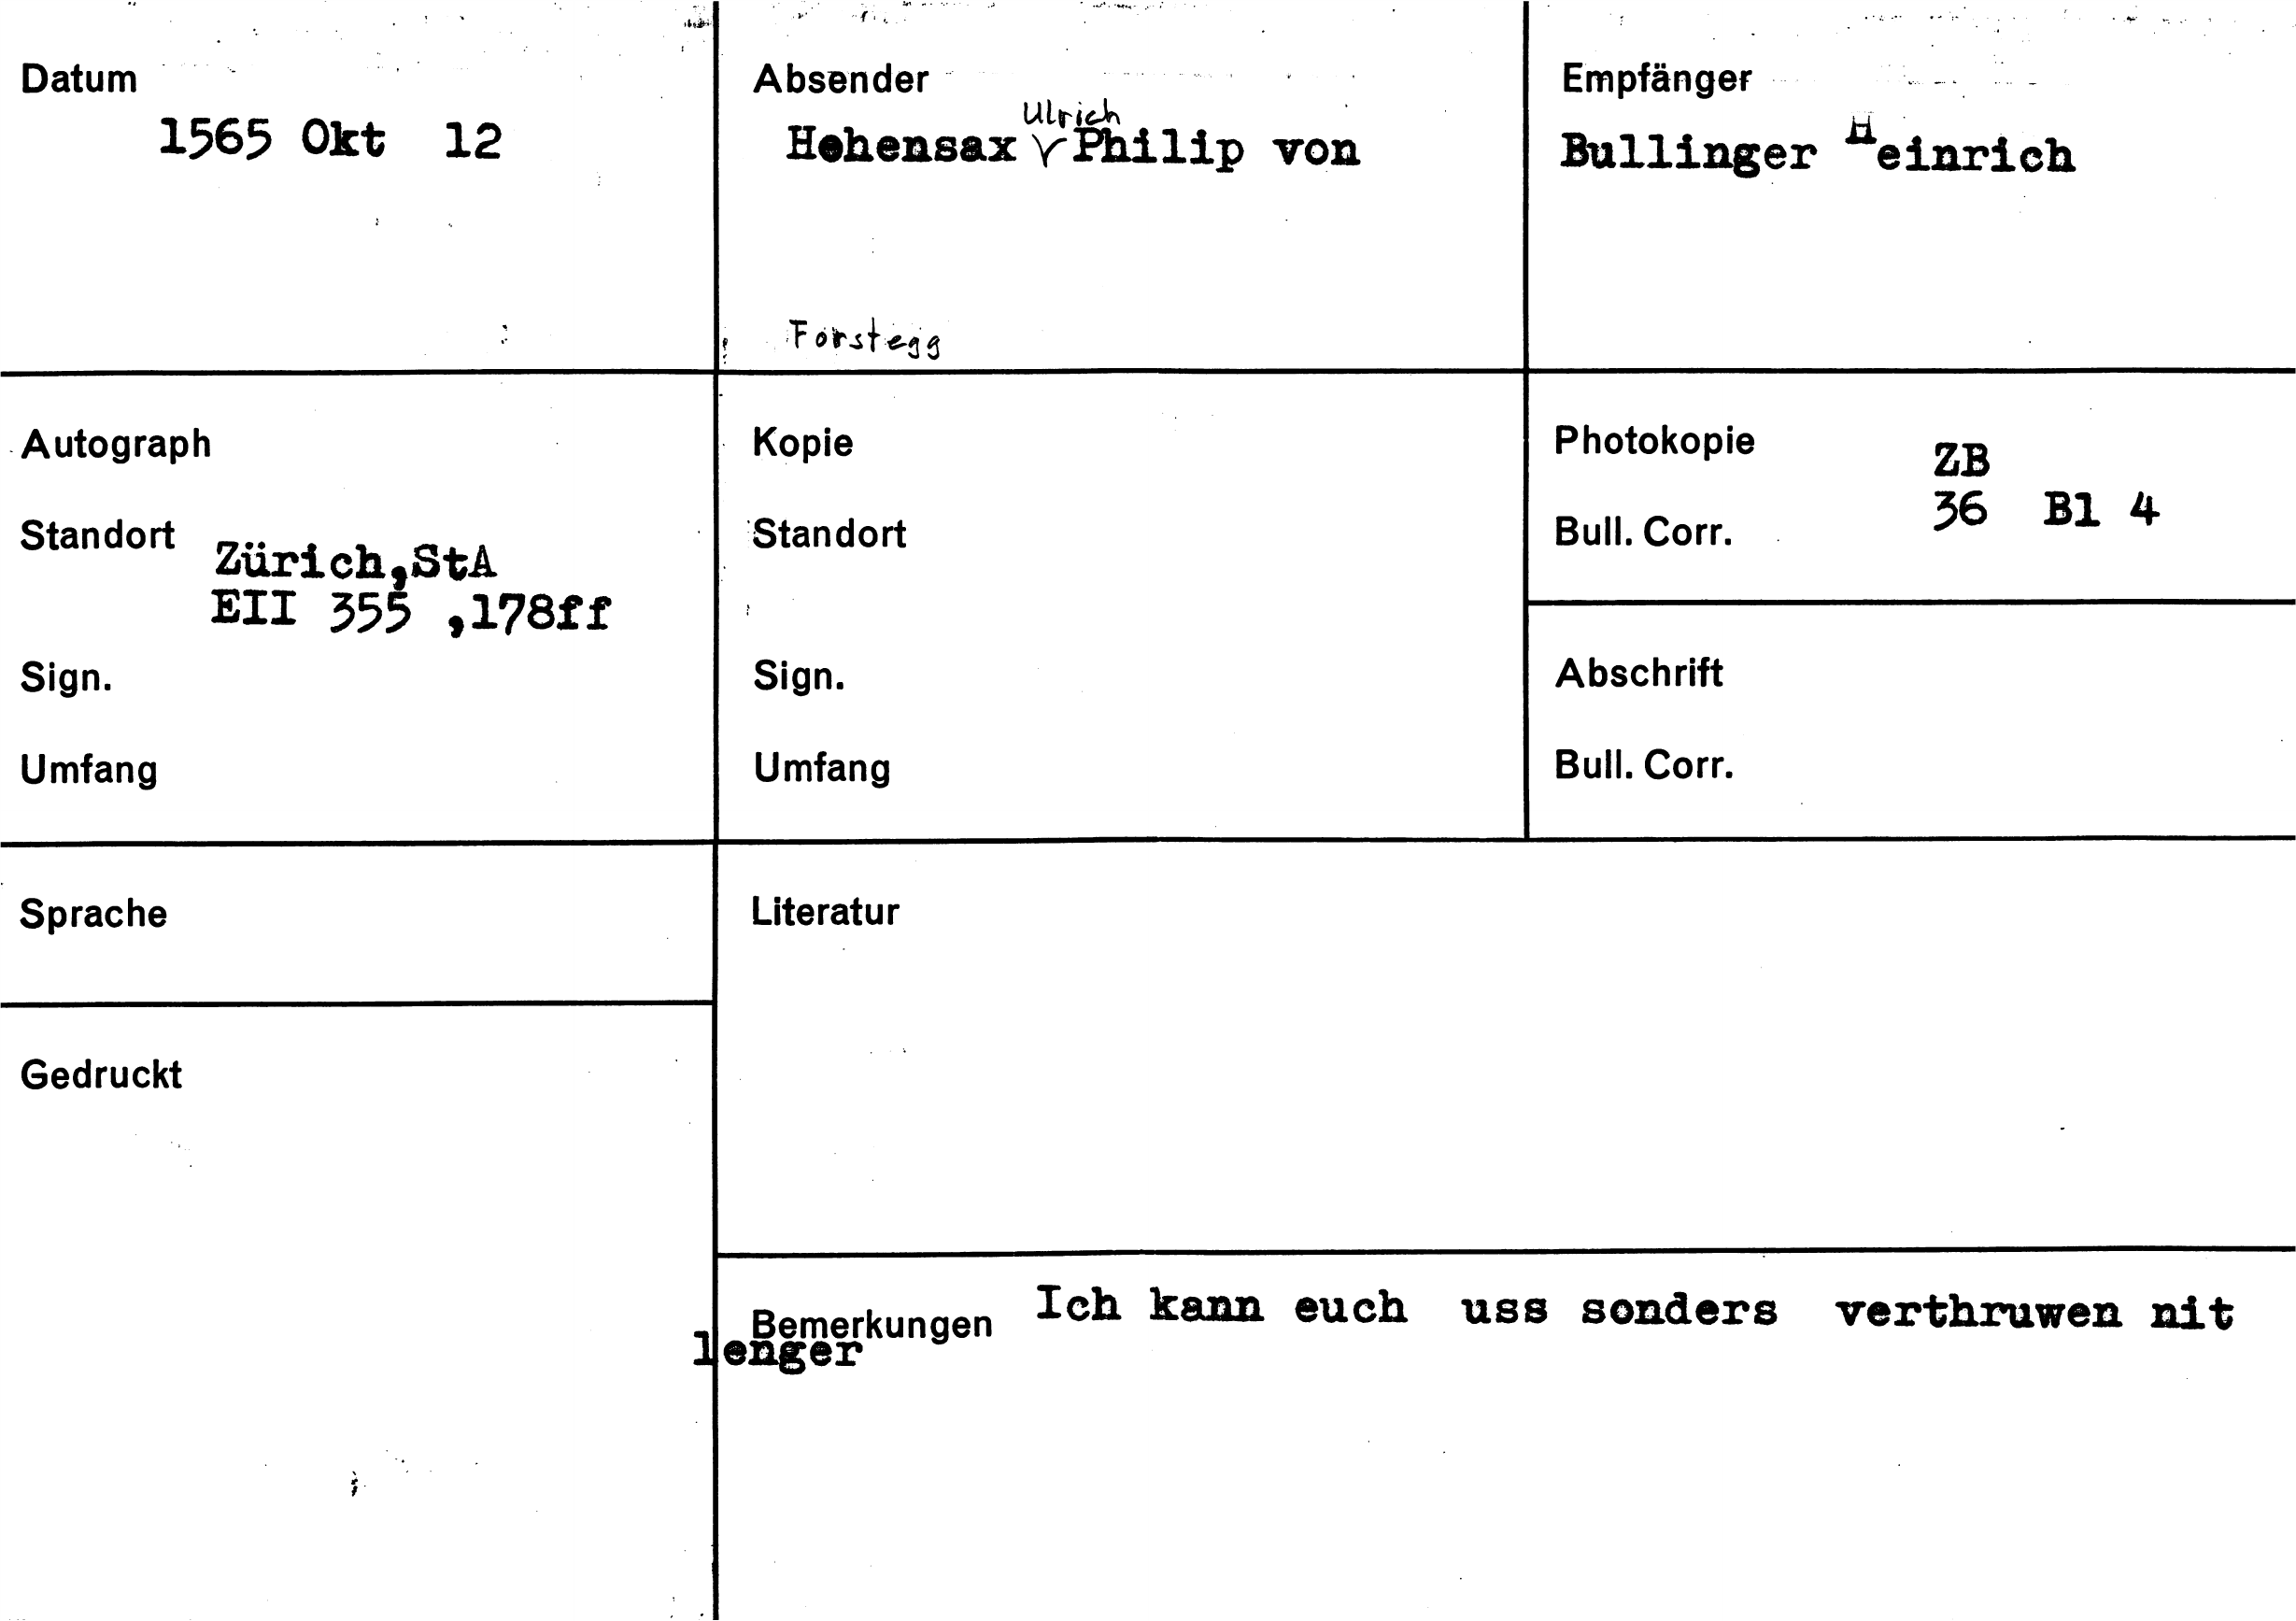 Datum
1565 Okt 12
Absender
Ulrich
Hohensax Philip von
Forstegg
Empfänger
Bullinger Heinrich
Autograph
Standort
Zürich,StA
EII 355 ,178ff
Sign.
Umfang
Kopie
Standort
Sign.
Umfang
Photokopie
ZB
36 Bl 4
Bull. Corr.
Abschrift
Bull. Corr.
Sprache
Gedruckt
Literatur
Bemerkungen Ich kann euch uss sonders verthruwen nit
lenger